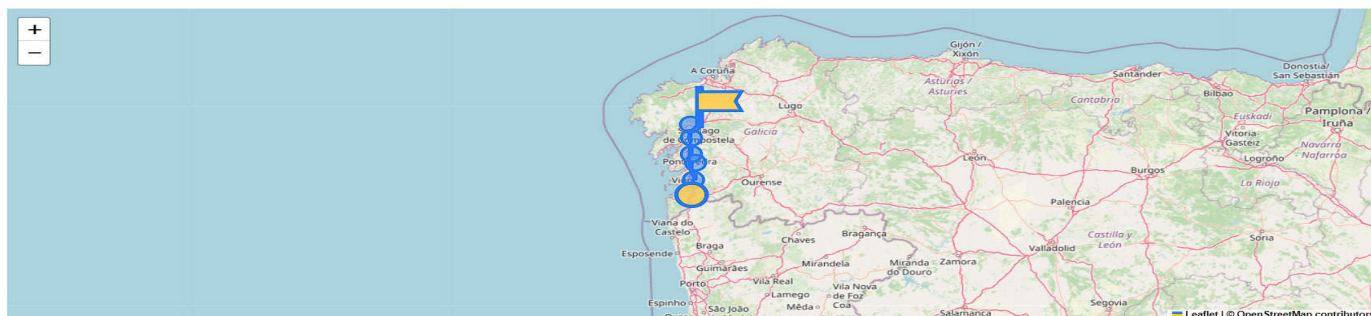 +
−
Gijón /
Xixón
A Coruña
Santander
Donostia/
San Sebastián
Asturias /
Asturies
Bilbao
Lugo
Cantabria
Pamplona /
Iruña
Euskadi
Galicia
Vitoria-
Gasteiz
Navarra
Nafarroa
León
Logroño
Burgos
Ourense
La Rioja
Palencia
Viana do
Castelo
Bragança
Chaves
Castilla y
León
Soria
Braga
Valladolid
Esposende
Guimarães
Mirandela
Miranda
do Douro
Zamora
Porto
Vila Real
Lamego
Vila Nova
de Foz
Coa
Espinho
São João
Mêda
Segovia
Salamanca
Leaflet | © OpenStreetMap contributor